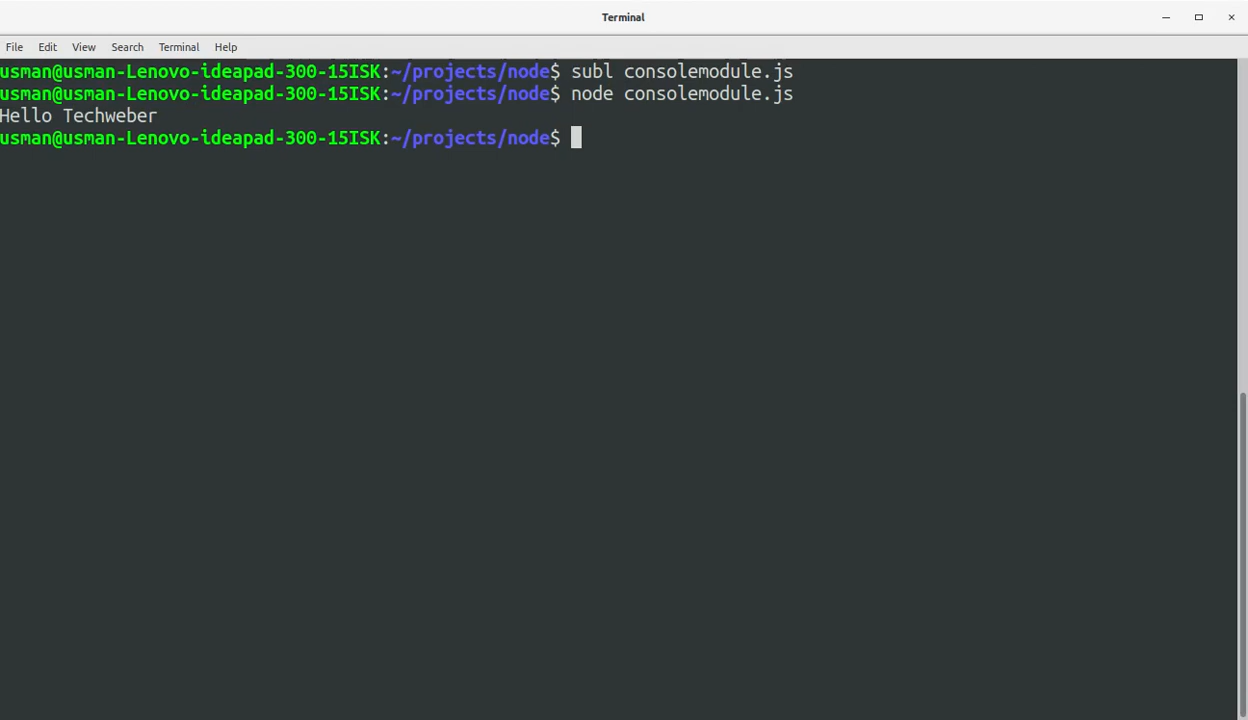 Terminal
File Edit View Search Terminal Help
usman@usman-Lenovo-ideapad-300-15ISK:~/projects/node$ subl consolemodule.js
usman@usman-Lenovo-ideapad-300-15ISK:~/projects/node$ node consolemodule.js
Hello Techweber
usman@usman-Lenovo-ideapad-300-15ISK:~/projects/node$